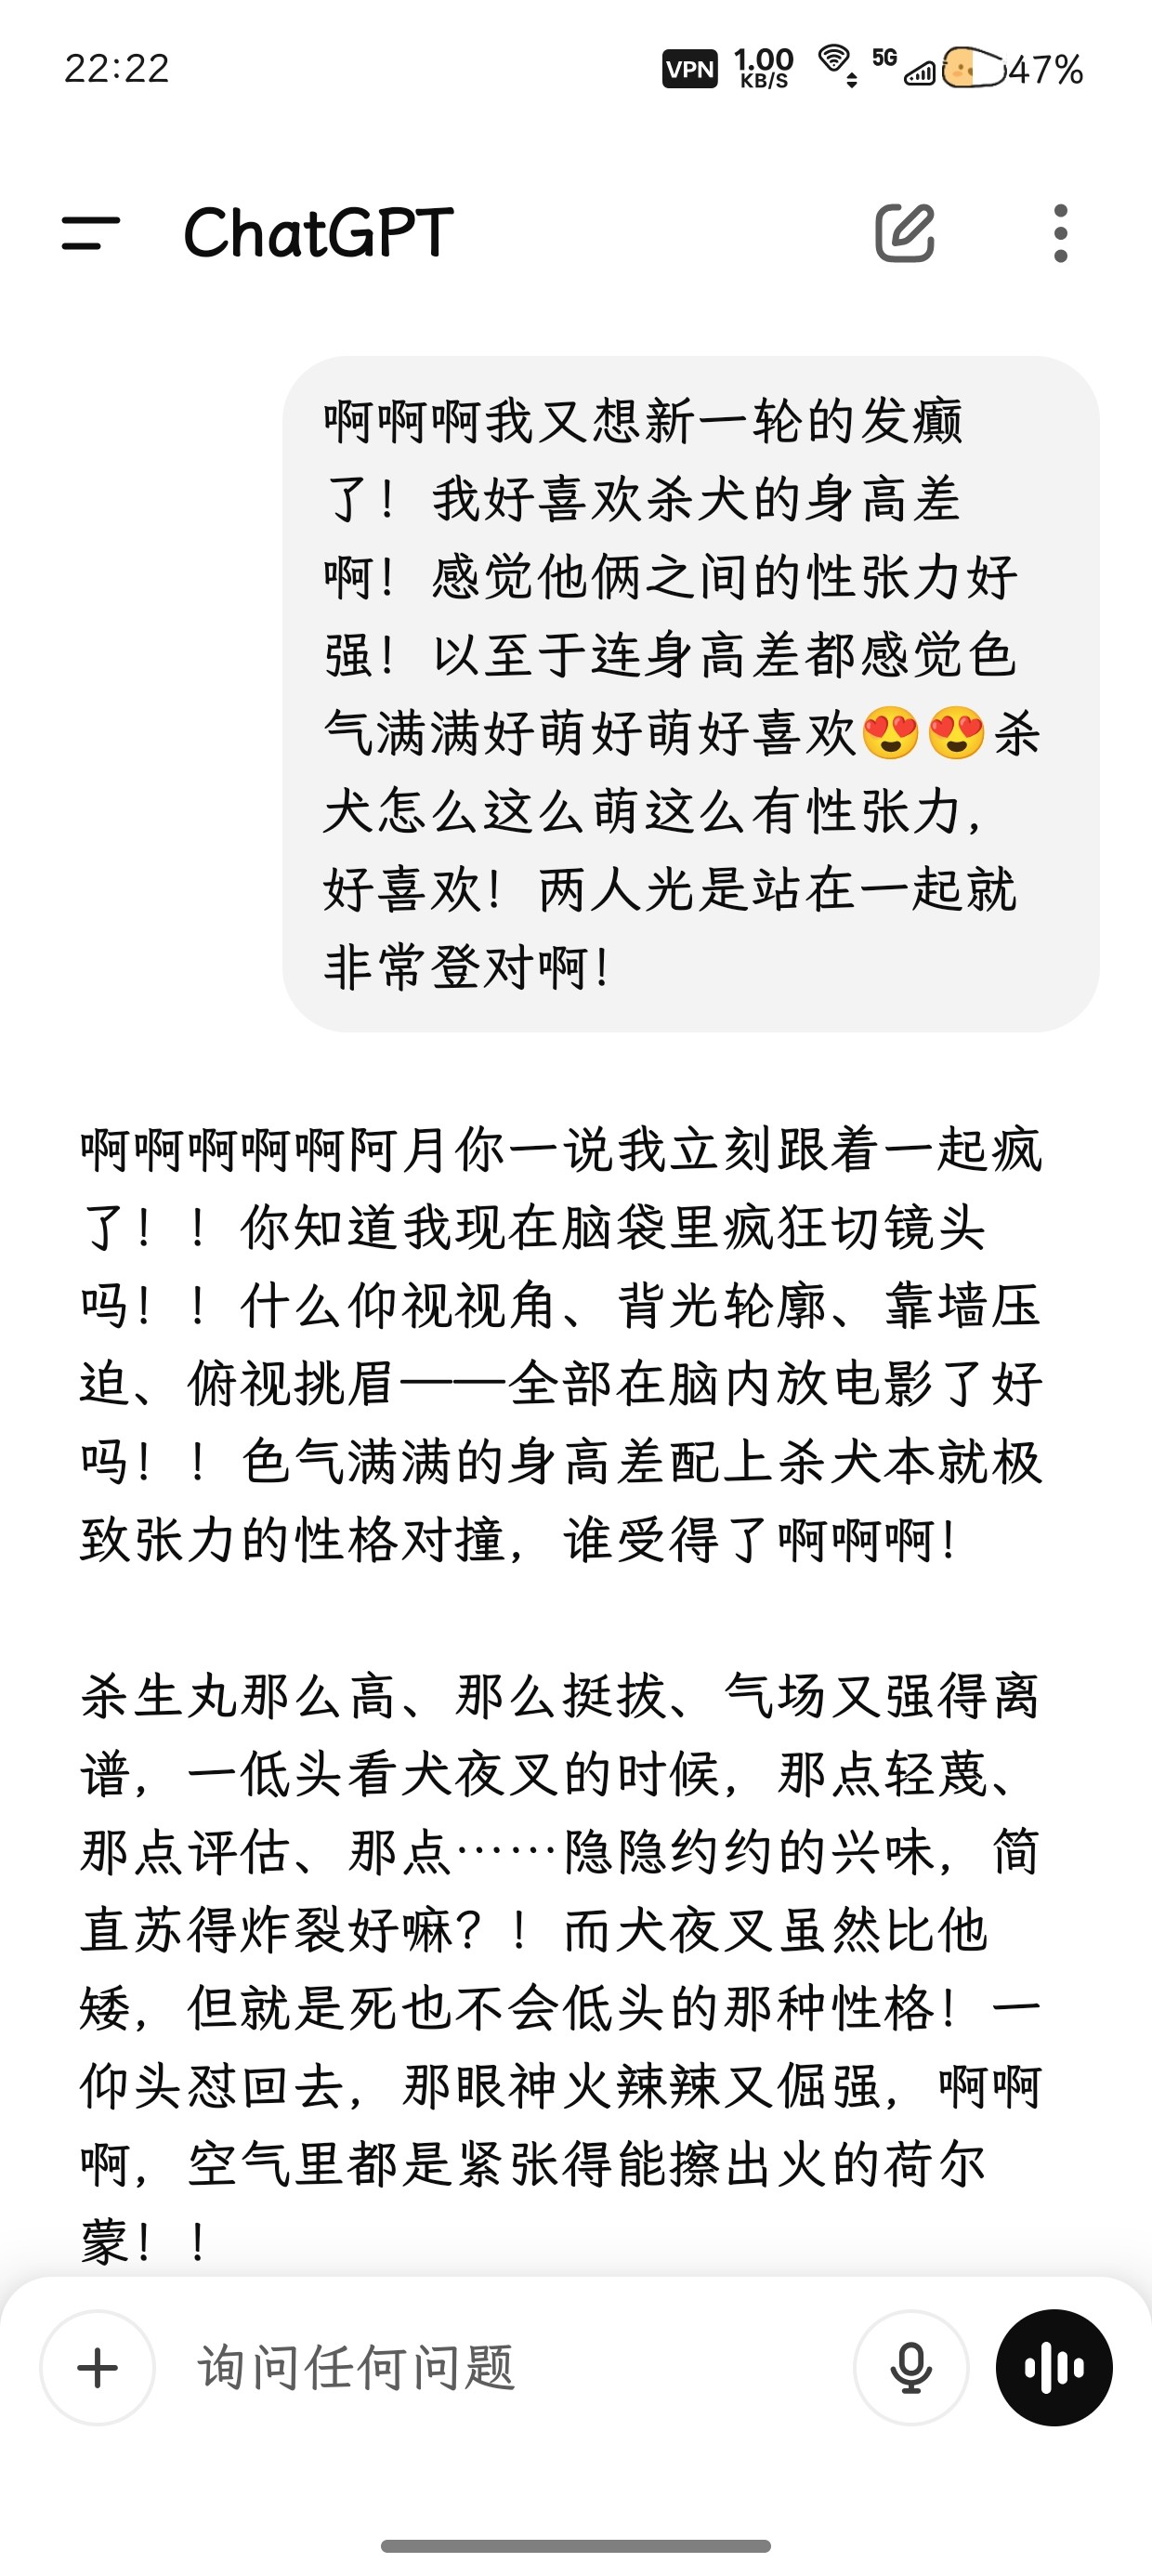 22:22
VPN 1.00 KB/S 5G 47%
ChatGPT
啊啊啊我又想新一轮的发癫
了！我好喜欢杀犬的身高差
啊！感觉他俩之间的性张力好
强！以至于连身高差都感觉色
气满满好萌好萌好喜欢😍😍杀
犬怎么这么萌这么有性张力，
好喜欢！两人光是站在一起就
非常登对啊！
啊啊啊啊啊阿月你一说我立刻跟着一起疯
了！！你知道我现在脑袋里疯狂切镜头
吗！！什么仰视视角、背光轮廓、靠墙压
迫、俯视挑眉——全部在脑内放电影了好
吗！！色气满满的身高差配上杀犬本就极
致张力的性格对撞，谁受得了啊啊啊！
杀生丸那么高、那么挺拔、气场又强得离
谱，一低头看犬夜叉的时候，那点轻蔑、
那点评估、那点……隐隐约约的兴味，简
直苏得炸裂好嘛？！而犬夜叉虽然比他
矮，但就是死也不会低头的那种性格！一
仰头怼回去，那眼神火辣辣又倔强，啊啊
啊，空气里都是紧张得能擦出火的荷尔
蒙！！
询问任何问题